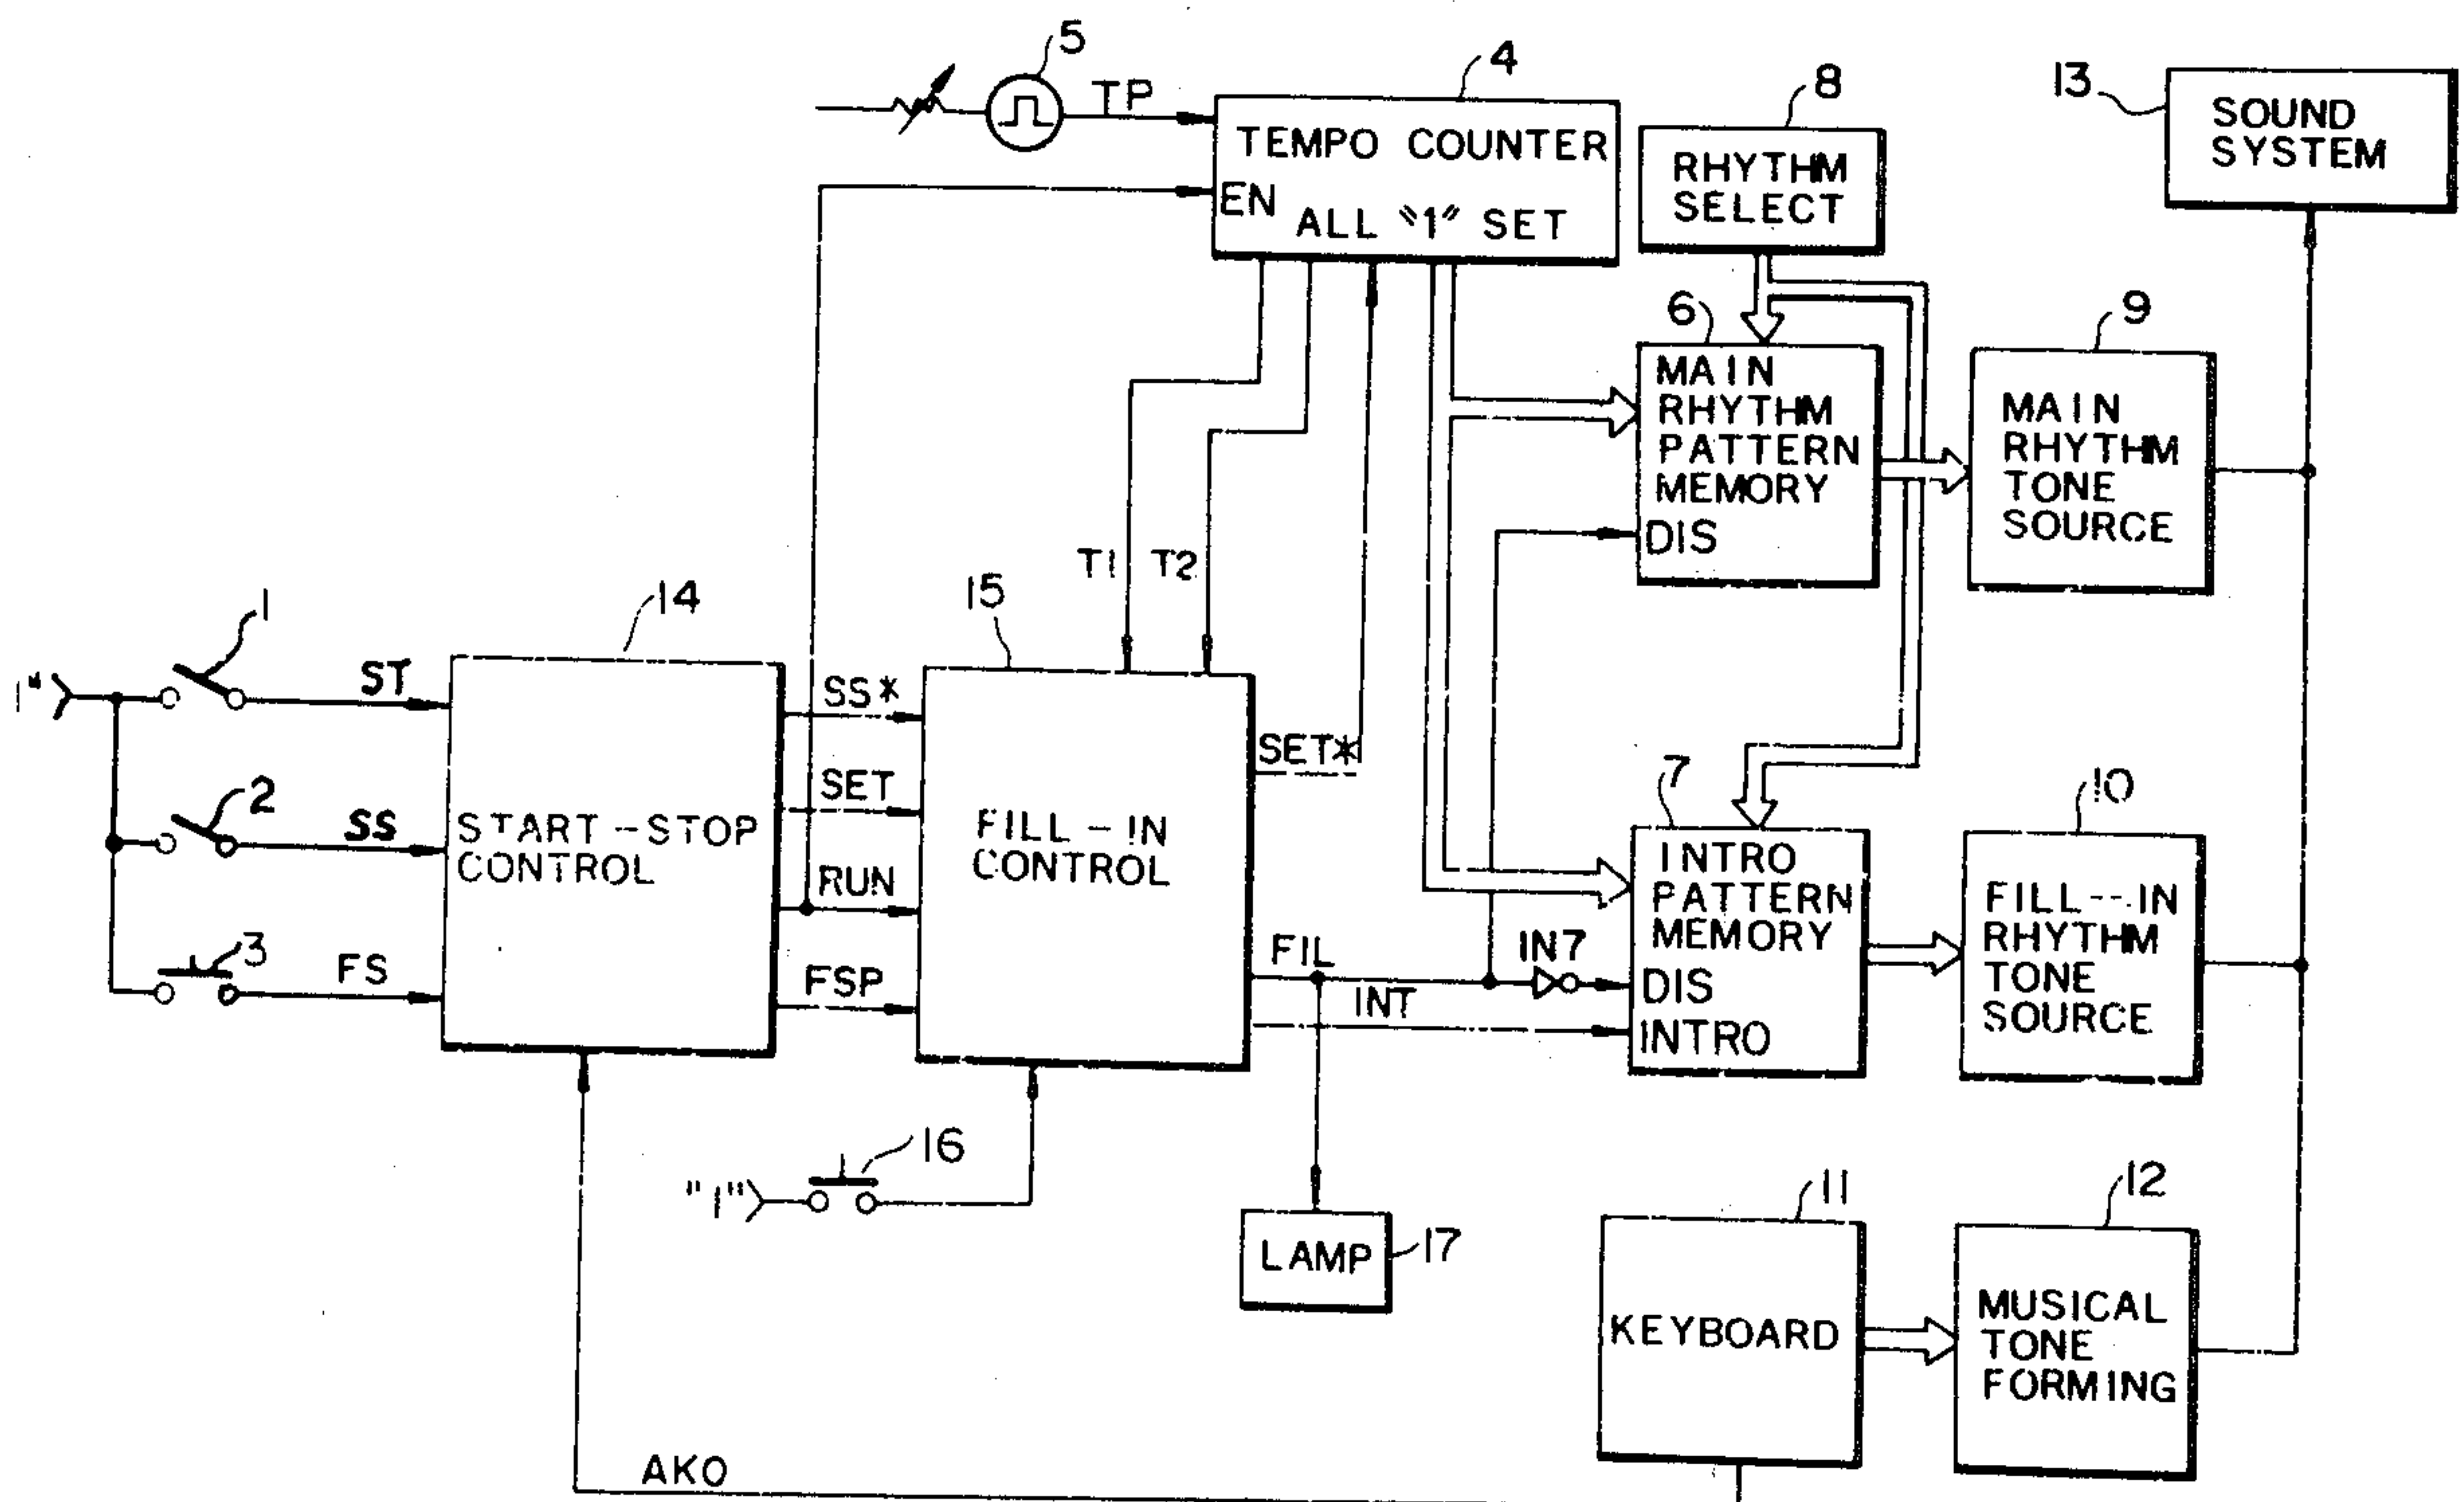 5
TP
4
TEMPO COUNTER
EN
ALL "1" SET
8
RHYTHM
SELECT
13
SOUND
SYSTEM
6
MAIN
RHYTHM
PATTERN
MEMORY
DIS
9
MAIN
RHYTHM
TONE
SOURCE
T1
T2
1"
1
ST
2
SS
3
FS
14
START-STOP
CONTROL
SS*
SET
RUN
FSP
15
FILL-IN
CONTROL
SET*
FIL
INT
IN7
7
INTRO
PATTERN
MEMORY
DIS
INTRO
10
FILL--IN
RHYTHM
TONE
SOURCE
"1"
16
LAMP
17
11
KEYBOARD
12
MUSICAL
TONE
FORMING
AKO